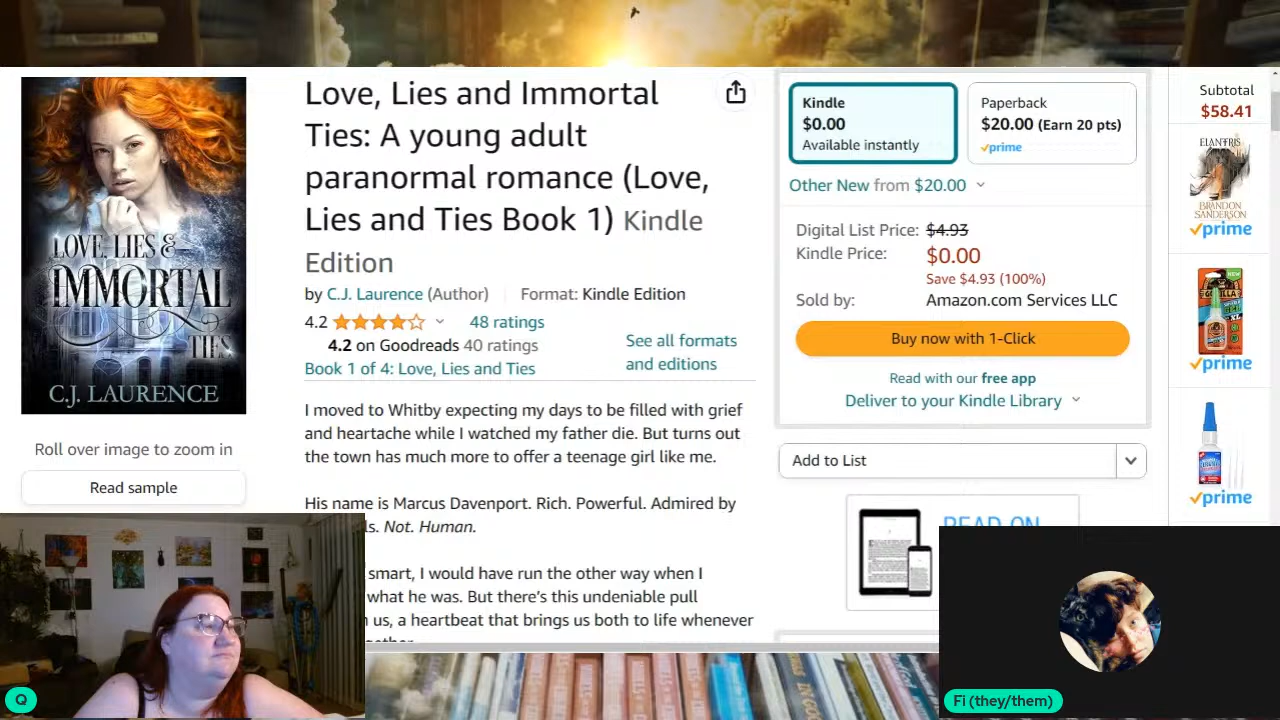 Love, Lies and Immortal
Ties: A young adult
paranormal romance (Love,
Lies and Ties Book 1) Kindle
Edition
by C.J. Laurence (Author) Format: Kindle Edition
4.2 48 ratings
4.2 on Goodreads 40 ratings
See all formats
and editions
Book 1 of 4: Love, Lies and Ties
I moved to Whitby expecting my days to be filled with grief
and heartache while I watched my father die. But turns out
the town has much more to offer a teenage girl like me.
His name is Marcus Davenport. Rich. Powerful. Admired by
Not. Human.
smart, I would have run the other way when I
what he was. But there's this undeniable pull
us, a heartbeat that brings us both to life whenever
LOVE, LIES &
IMMORTAL
TIES
C.J. LAURENCE
Roll over image to zoom in
Read sample
Kindle
$0.00
Available instantly
Paperback
$20.00 (Earn 20 pts)
prime
Other New from $20.00
Digital List Price: $4.93
Kindle Price: $0.00
Save $4.93 (100%)
Sold by: Amazon.com Services LLC
Buy now with 1-Click
Read with our free app
Deliver to your Kindle Library
Add to List
READ ON
Subtotal
$58.41
ELANTRIS
BRANDON
SANDERSON
prime
NEW
GORILLA
prime
prime
Q
Fi (they/them)